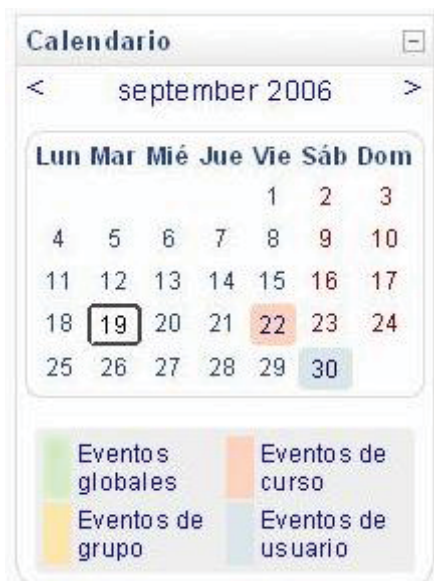 Calendario
< september 2006 >
Lun Mar Mié Jue Vie Sáb Dom
1 2 3
4 5 6 7 8 9 10
11 12 13 14 15 16 17
18 19 20 21 22 23 24
25 26 27 28 29 30
Eventos globales
Eventos de curso
Eventos de grupo
Eventos de usuario